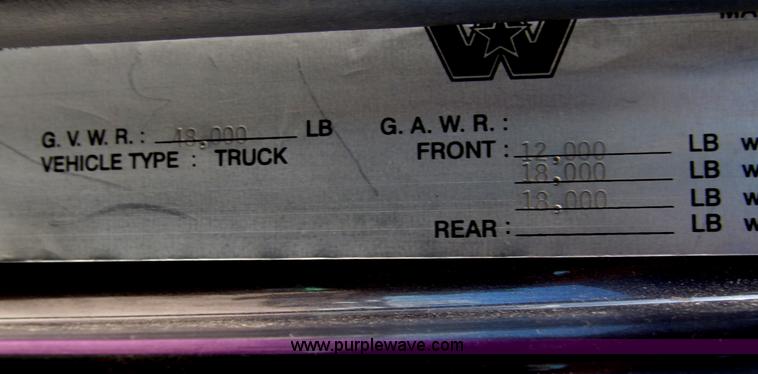 MA
G. V. W. R. : 48,000 LB G. A. W. R. :
VEHICLE TYPE : TRUCK FRONT : 12,000 LB w
18,000 LB w
18,000 LB w
REAR : LB w
www.purplewave.com